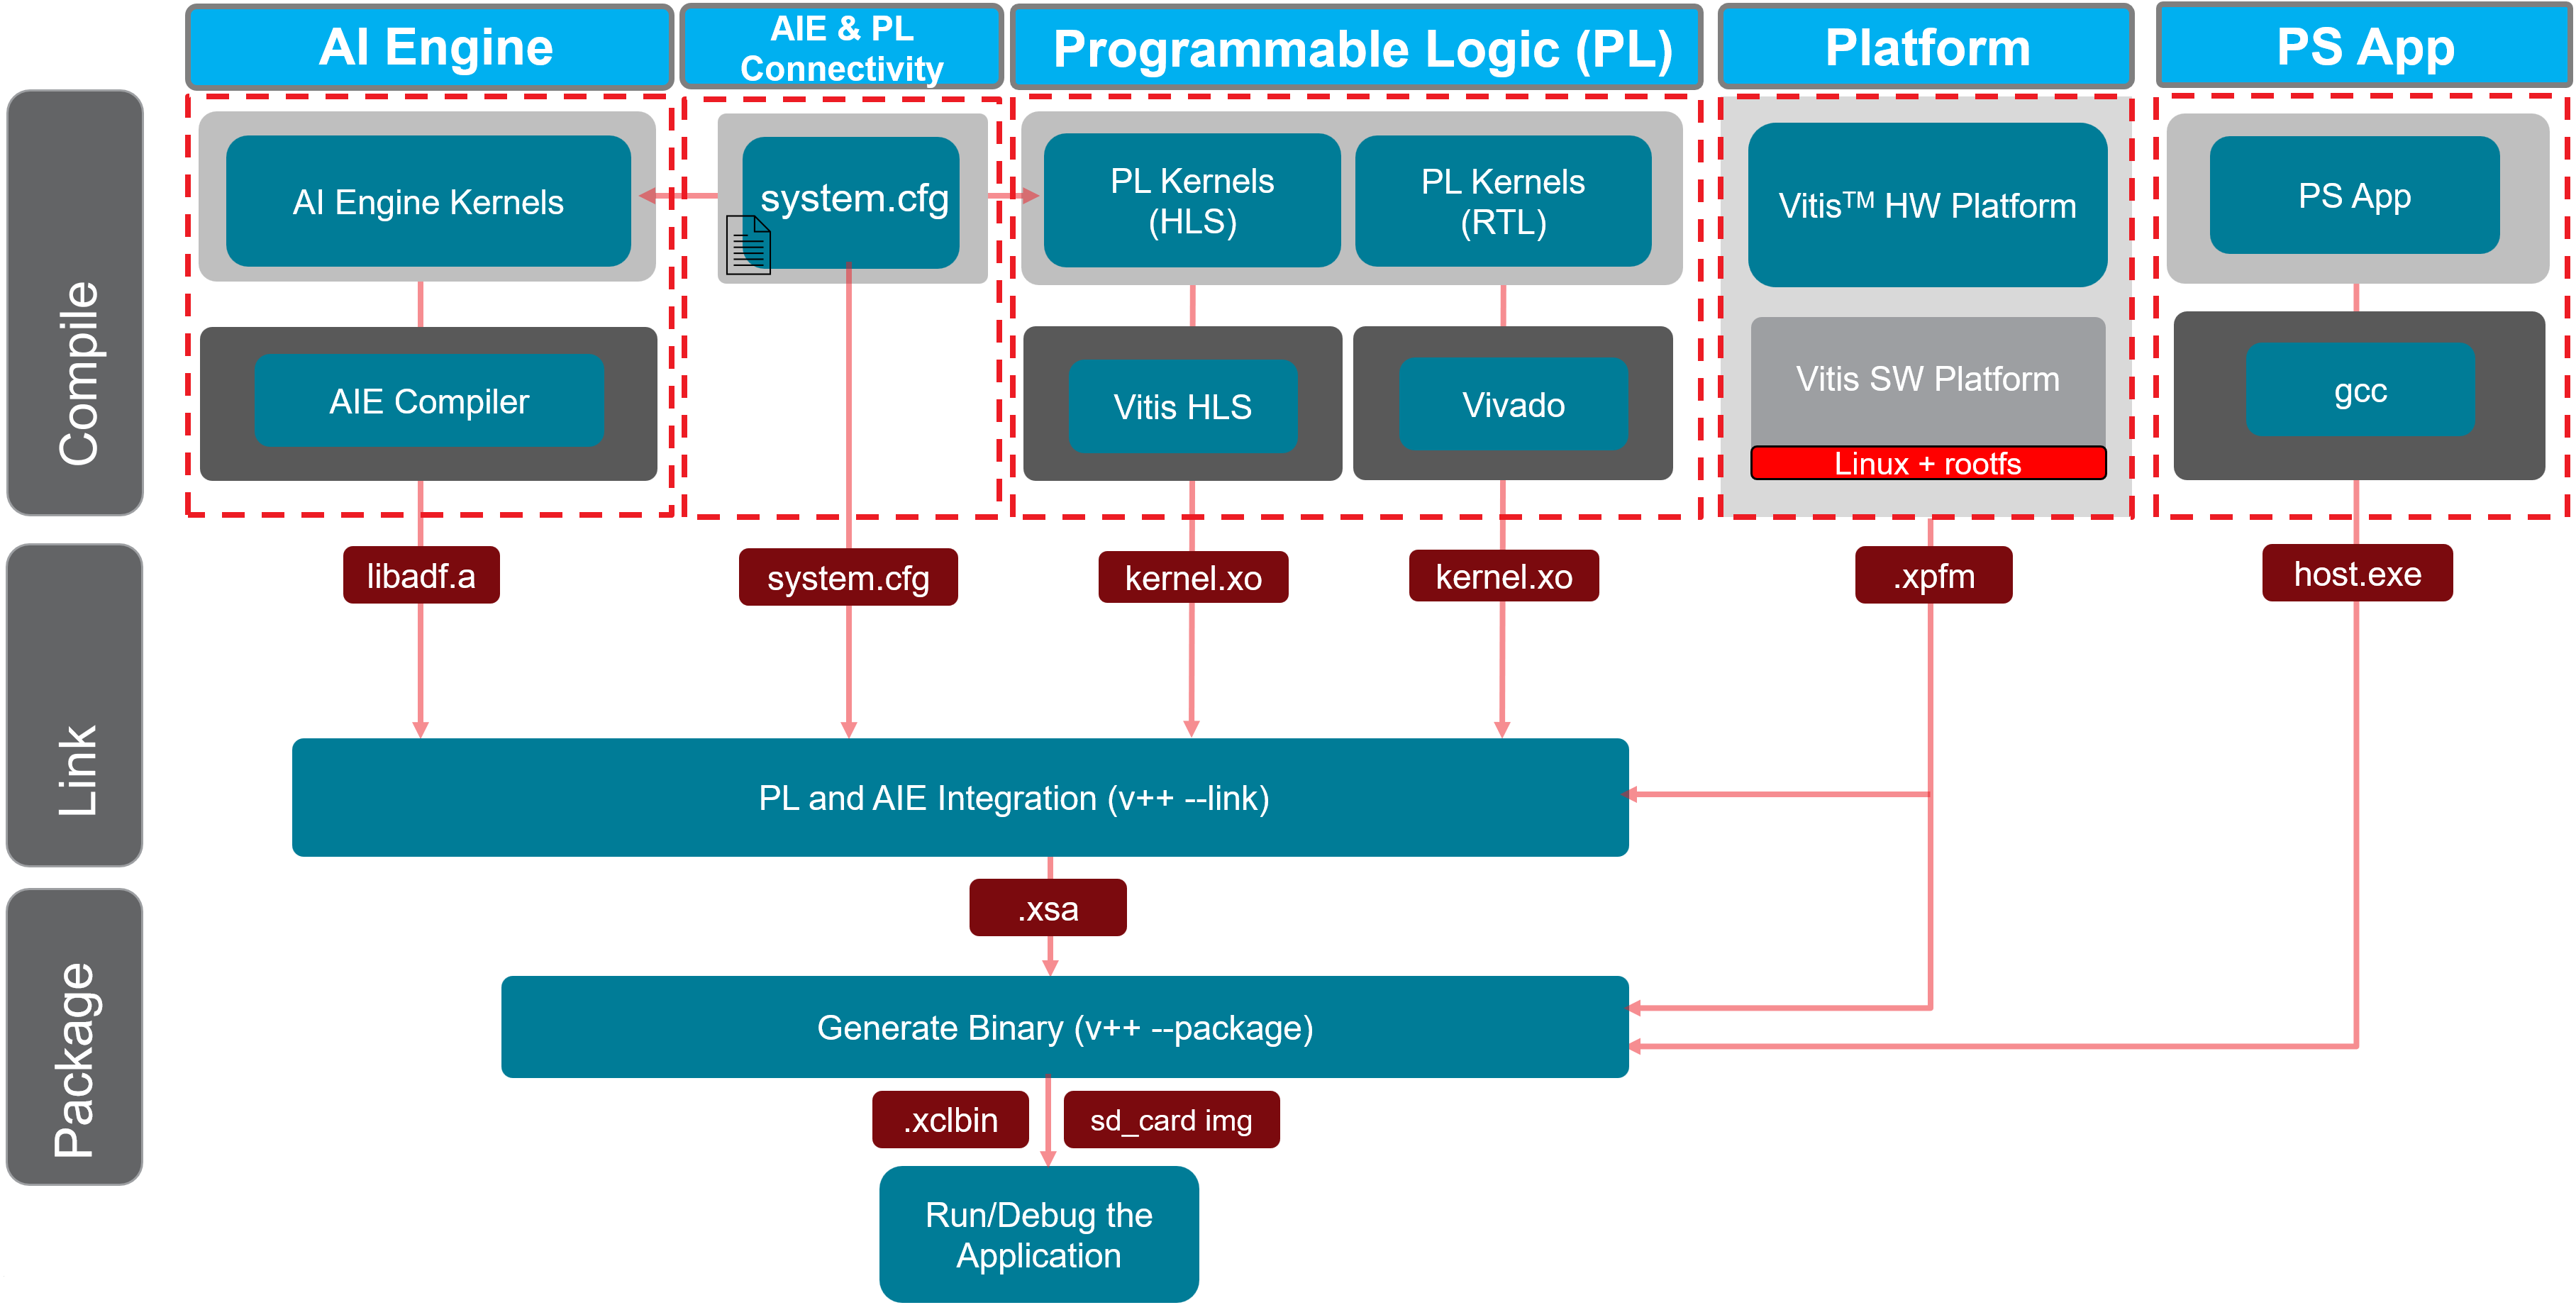 AI Engine
AIE & PL
Connectivity
Programmable Logic (PL)
Platform
PS App
Compile
AI Engine Kernels
system.cfg
PL Kernels
(HLS)
PL Kernels
(RTL)
Vitis™ HW Platform
PS App
AIE Compiler
Vitis HLS
Vivado
Vitis SW Platform
Linux + rootfs
gcc
Link
libadf.a
system.cfg
kernel.xo
kernel.xo
.xpfm
host.exe
PL and AIE Integration (v++ --link)
Package
.xsa
Generate Binary (v++ --package)
.xclbin
sd_card img
Run/Debug the
Application